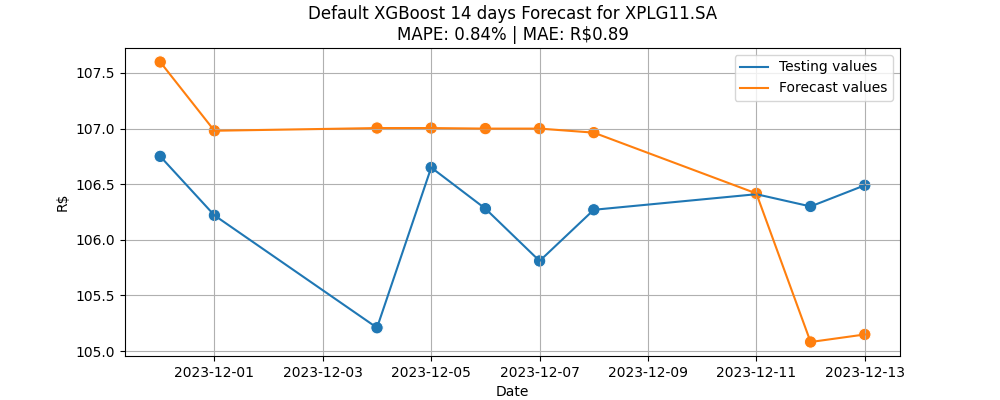 Default XGBoost 14 days Forecast for XPLG11.SA
MAPE: 0.84% | MAE: R$0.89
Testing values
Forecast values
107.5
107.0
106.5
106.0
105.5
105.0
R$
2023-12-01 2023-12-03 2023-12-05 2023-12-07 2023-12-09 2023-12-11 2023-12-13
Date